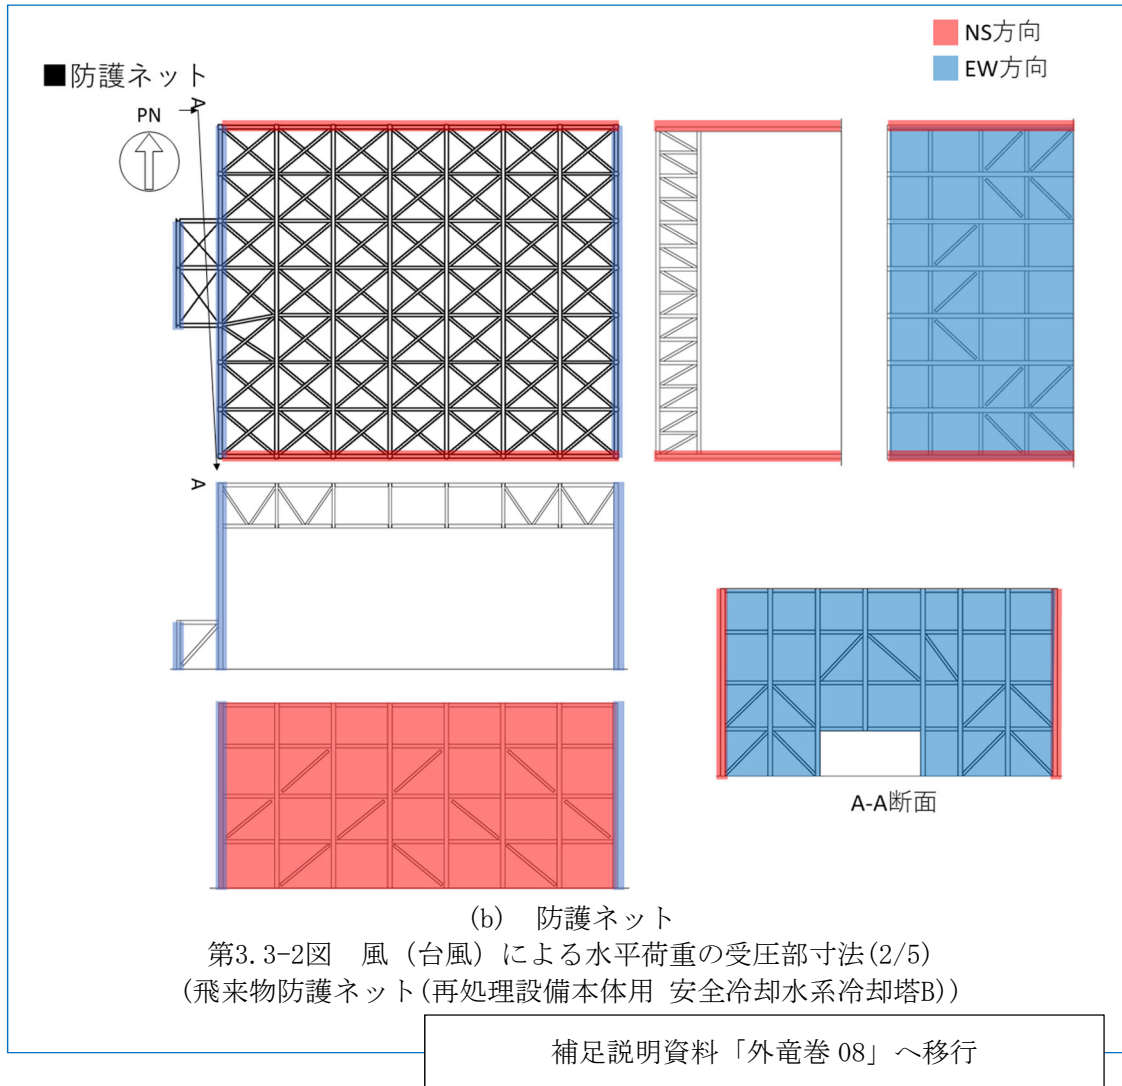 NS方向
EW方向
■防護ネット
A
PN
A
A-A断面
(b) 防護ネット
第3.3-2図 風（台風）による水平荷重の受圧部寸法(2/5)
(飛来物防護ネット(再処理設備本体用 安全冷却水系冷却塔B))
補足説明資料「外竜巻 08」へ移行